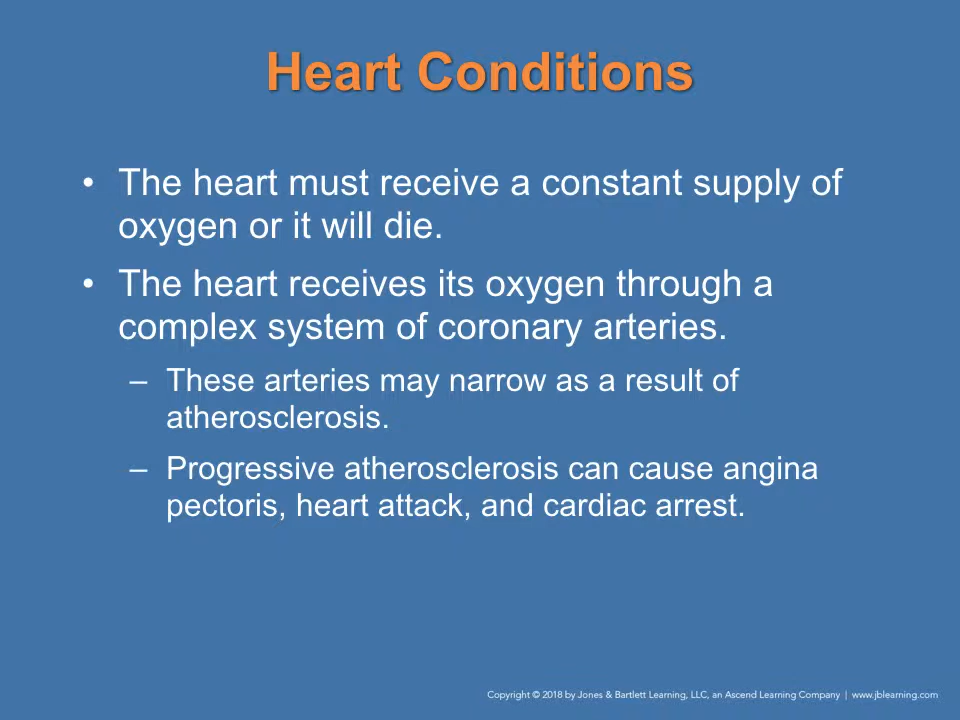 Heart Conditions
• The heart must receive a constant supply of
oxygen or it will die.
• The heart receives its oxygen through a
complex system of coronary arteries.
– These arteries may narrow as a result of
atherosclerosis.
– Progressive atherosclerosis can cause angina
pectoris, heart attack, and cardiac arrest.
Copyright © 2018 by Jones & Bartlett Learning, LLC, an Ascend Learning Company | www.jblearning.com